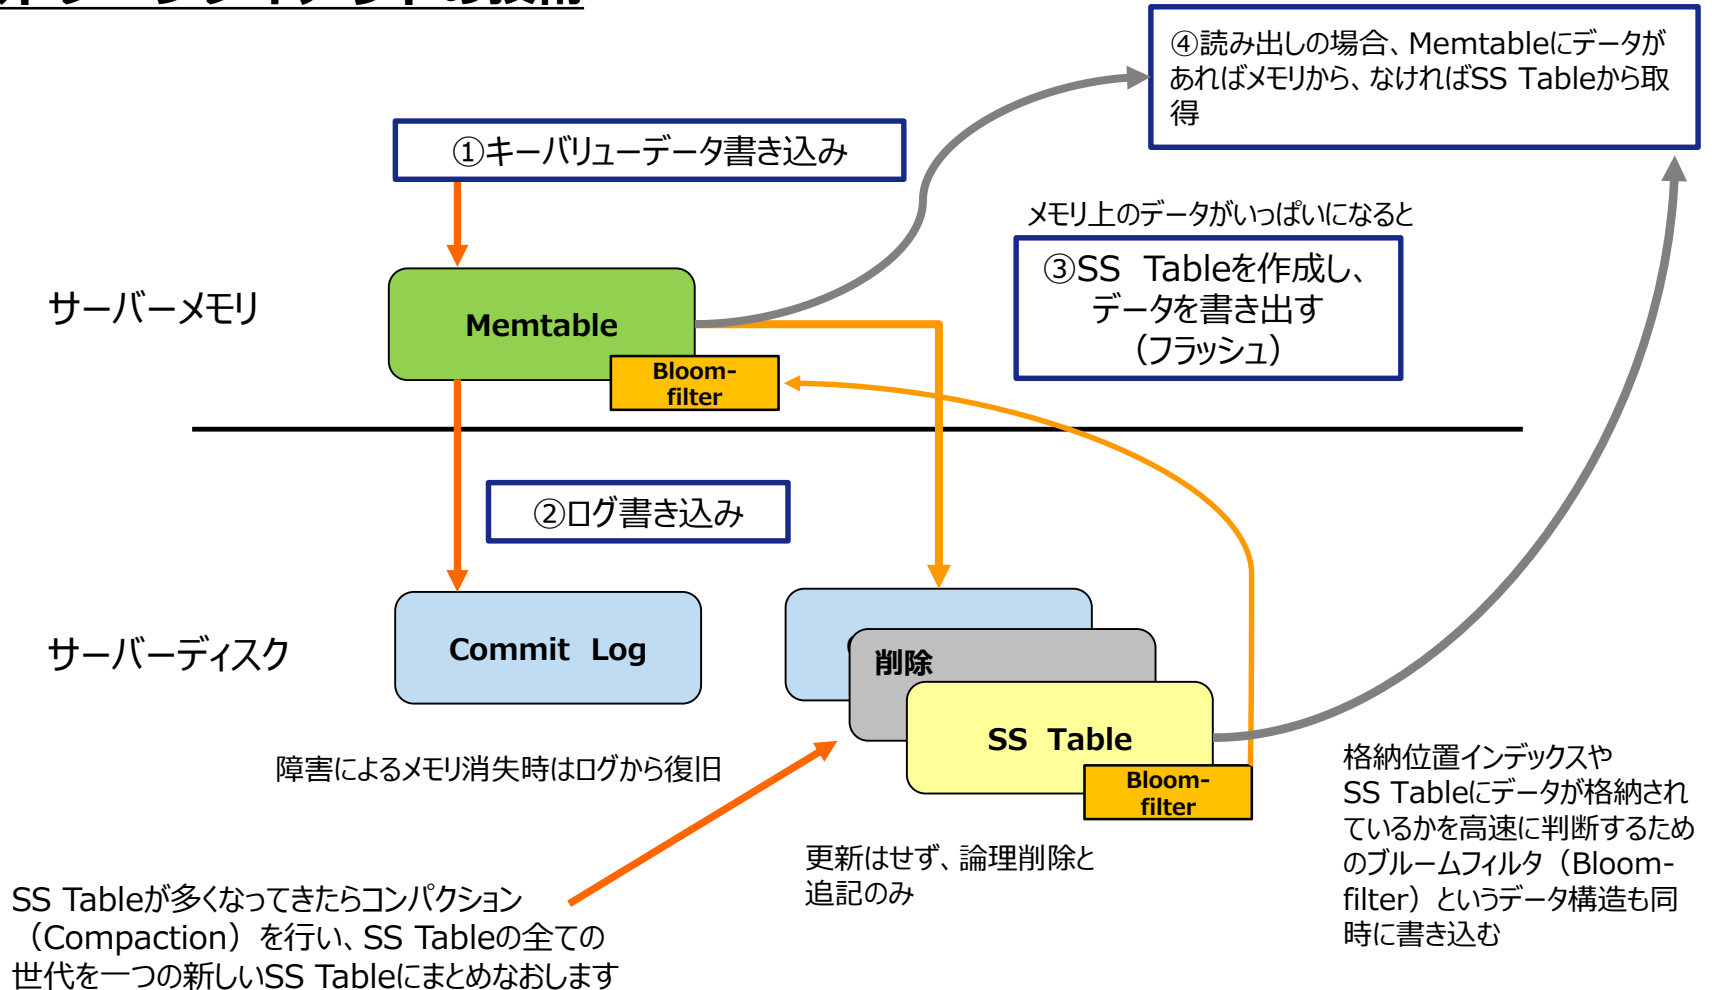 ④読み出しの場合、Memtableにデータが
あればメモリから、なければSS Tableから取
得
①キーバリューデータ書き込み
メモリ上のデータがいっぱいになると
③SS Tableを作成し、
データを書き出す
（フラッシュ）
サーバーメモリ
Memtable
Bloom-
filter
②ログ書き込み
サーバーディスク
Commit Log
削除
SS Table
Bloom-
filter
障害によるメモリ消失時はログから復旧
格納位置インデックスや
SS Tableにデータが格納され
ているかを高速に判断するため
のブルームフィルタ（Bloom-
filter）というデータ構造も同
時に書き込む
更新はせず、論理削除と
追記のみ
SS Tableが多くなってきたらコンパクション
（Compaction）を行い、SS Tableの全ての
世代を一つの新しいSS Tableにまとめなおします